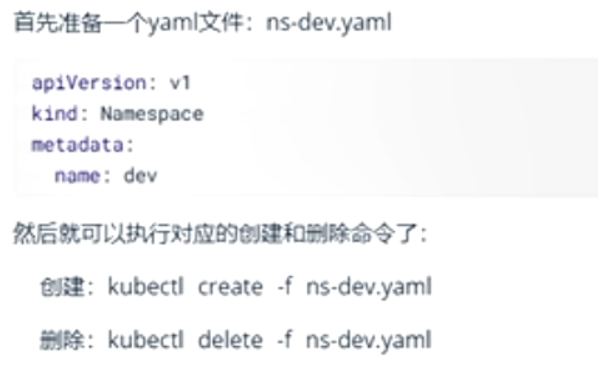 首先准备一个yaml文件：ns-dev.yaml
apiVersion: v1
kind: Namespace
metadata:
  name: dev
然后就可以执行对应的创建和删除命令了：
创建：kubectl create -f ns-dev.yaml
删除：kubectl delete -f ns-dev.yaml